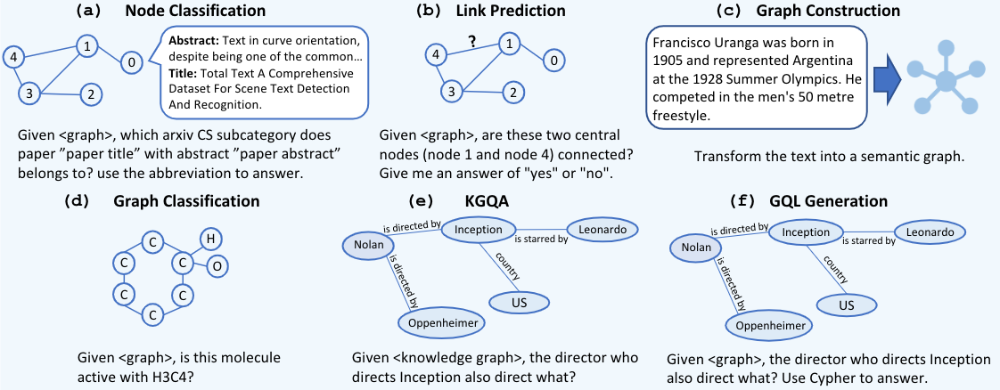 (a) Node Classification
4
1
0
3
2
Abstract: Text in curve orientation,
despite being one of the common...
Title: Total Text A Comprehensive
Dataset For Scene Text Detection
And Recognition.
Given <graph>, which arxiv CS subcategory does
paper ”paper title” with abstract ”paper abstract”
belongs to? use the abbreviation to answer.
(b) Link Prediction
?
4
1
0
3
2
Given <graph>, are these two central
nodes (node 1 and node 4) connected?
Give me an answer of "yes" or "no".
(c) Graph Construction
Francisco Uranga was born in
1905 and represented Argentina
at the 1928 Summer Olympics. He
competed in the men's 50 metre
freestyle.
Transform the text into a semantic graph.
(d) Graph Classification
C
H
C
C
O
C
C
C
Given <graph>, is this molecule
active with H3C4?
(e) KGQA
Nolan
is directed by
Inception
is starred by
Leonardo
is directed by
country
US
Oppenheimer
Given <knowledge graph>, the director who
directs Inception also direct what?
(f) GQL Generation
Nolan
is directed by
Inception
is starred by
Leonardo
is directed by
country
US
Oppenheimer
Given <graph>, the director who directs Inception
also direct what? Use Cypher to answer.